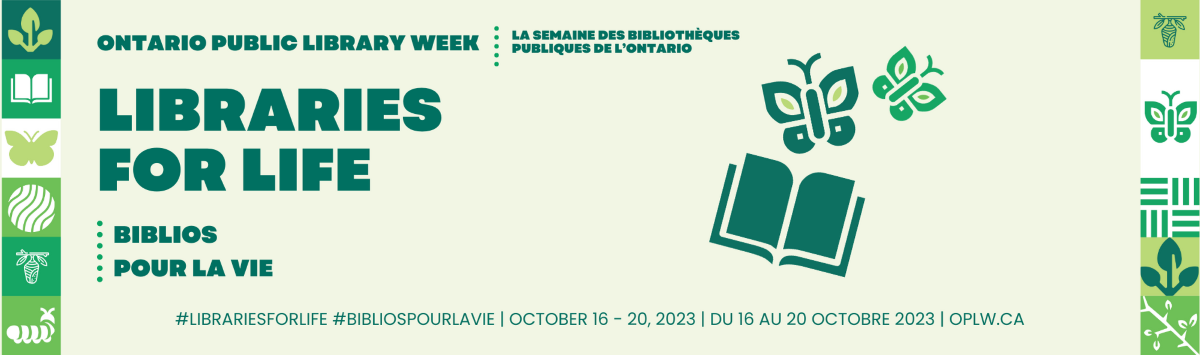 ONTARIO PUBLIC LIBRARY WEEK
LA SEMAINE DES BIBLIOTHÈQUES
PUBLIQUES DE L'ONTARIO
LIBRARIES
FOR LIFE
BIBLIOS
POUR LA VIE
#LIBRARIESFORLIFE #BIBLIOSPOURLAVIE | OCTOBER 16 - 20, 2023 | DU 16 AU 20 OCTOBRE 2023 | OPLW.CA